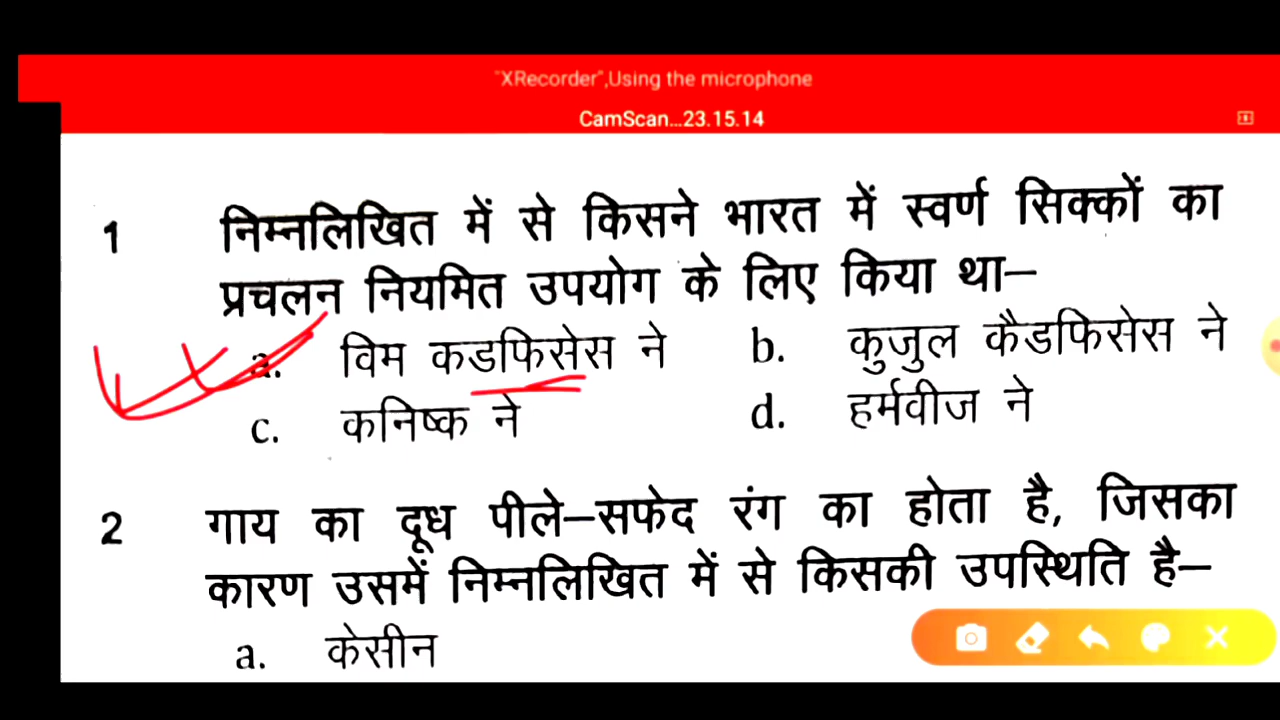 "XRecorder",Using the microphone
CamScan...23.15.14
1 निम्नलिखित में से किसने भारत में स्वर्ण सिक्कों का
प्रचलन नियमित उपयोग के लिए किया था–
a. विम कडफिसेस ने b. कुजुल कैडफिसेस ने
c. कनिष्क ने d. हर्मवीज ने
2 गाय का दूध पीले–सफेद रंग का होता है, जिसका
कारण उसमें निम्नलिखित में से किसकी उपस्थिति है–
a. केसीन